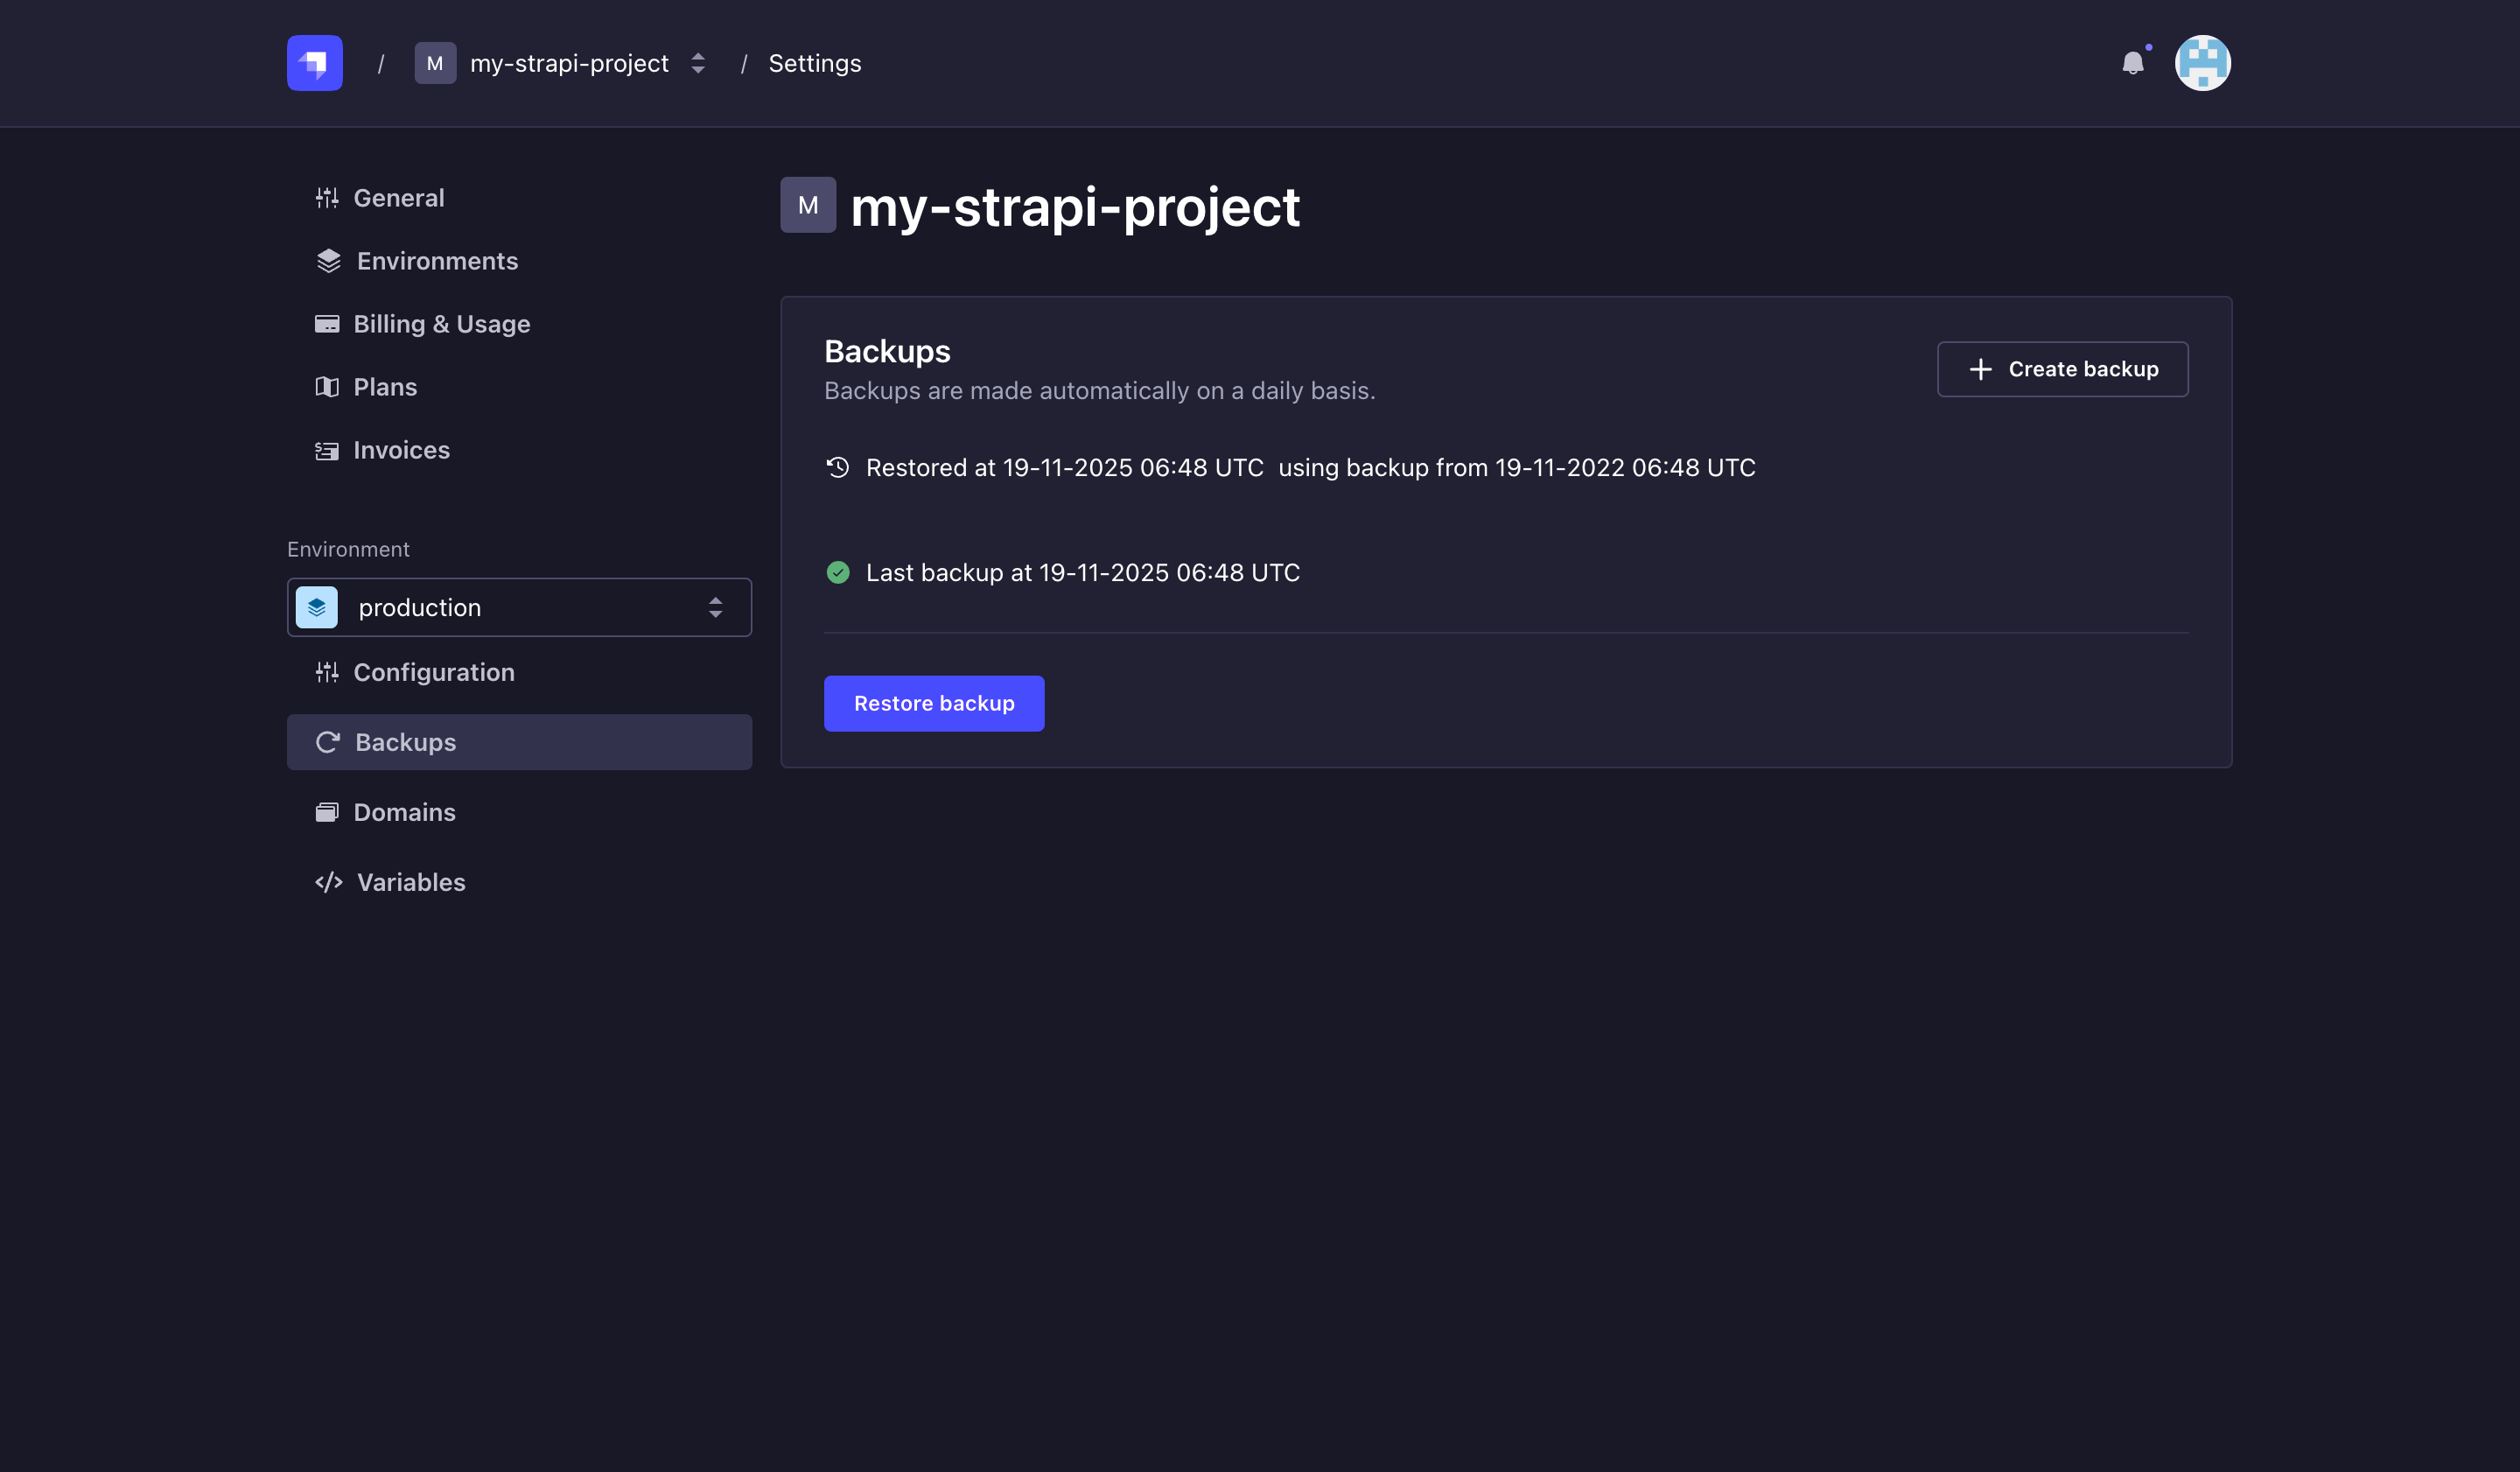 / M my-strapi-project / Settings
General
Environments
Billing & Usage
Plans
Invoices
Environment
production
Configuration
Backups
Domains
Variables
M my-strapi-project
Backups
Backups are made automatically on a daily basis.
Create backup
Restored at 19-11-2025 06:48 UTC using backup from 19-11-2022 06:48 UTC
Last backup at 19-11-2025 06:48 UTC
Restore backup